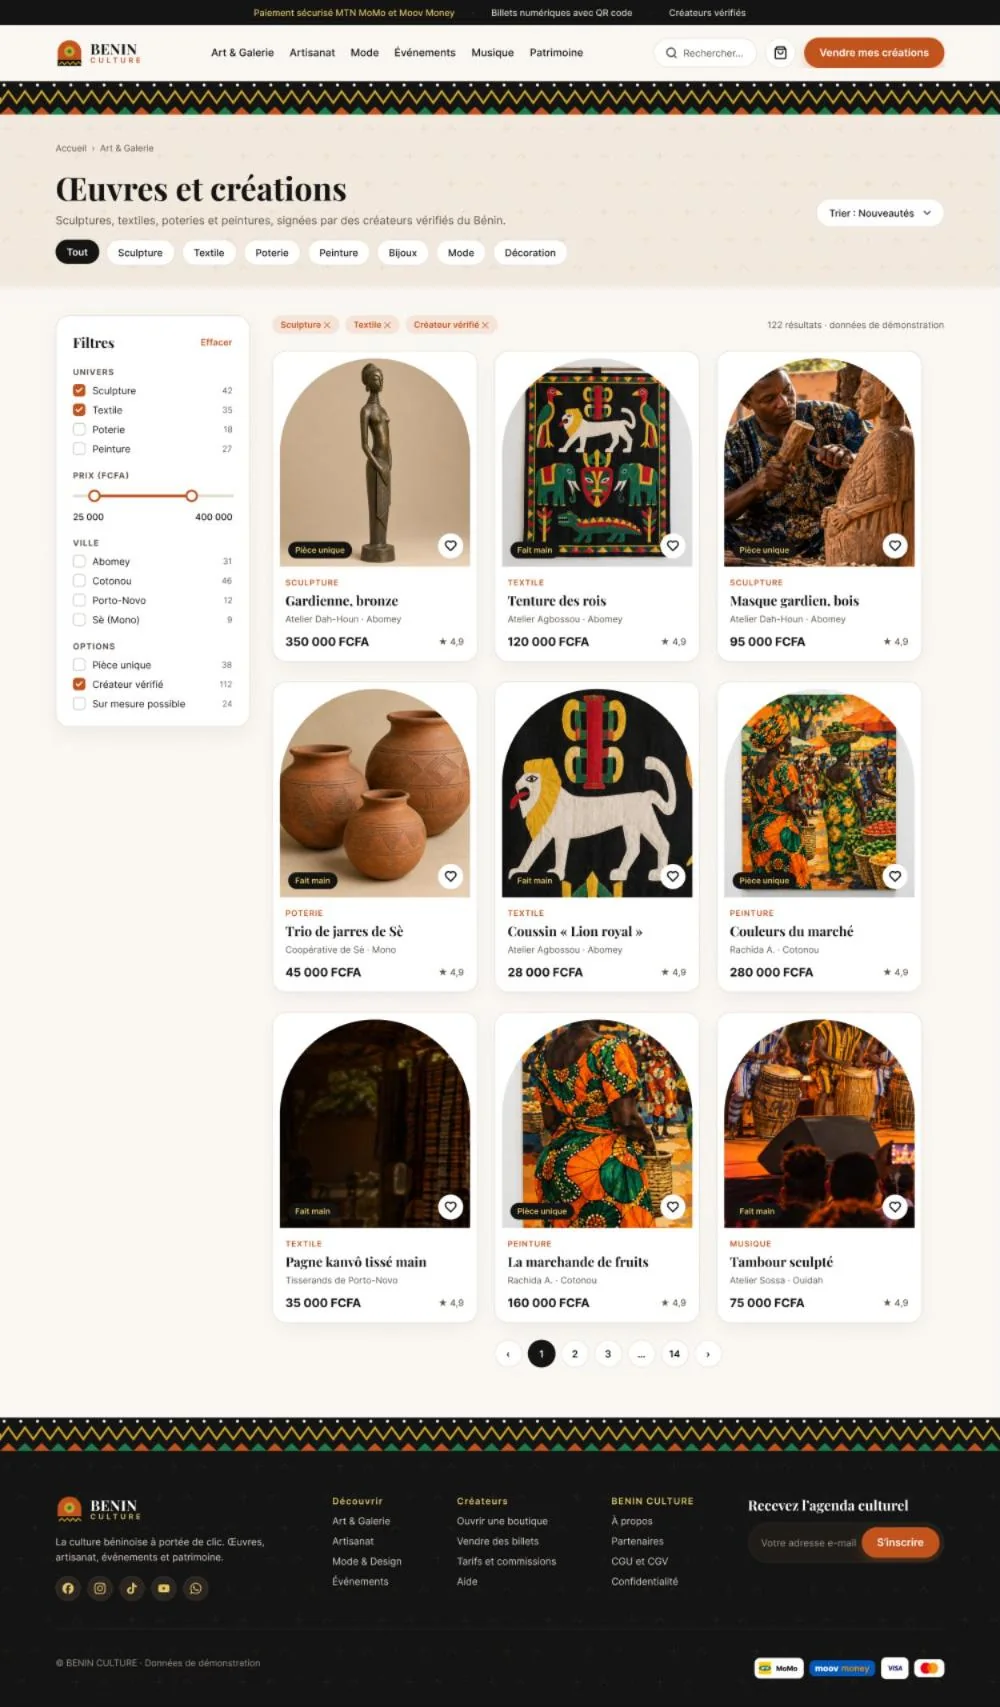 Paiement sécurisé MTN MoMo et Moov Money
Billets numériques avec QR code
Créateurs vérifiés
BENIN
CULTURE
Art & Galerie
Artisanat
Mode
Événements
Musique
Patrimoine
Rechercher...
Vendre mes créations
Accueil › Art & Galerie
Œuvres et créations
Sculptures, textiles, poteries et peintures, signées par des créateurs vérifiés du Bénin.
Trier : Nouveautés
Tout
Sculpture
Textile
Poterie
Peinture
Bijoux
Mode
Décoration
Filtres
Effacer
UNIVERS
Sculpture 42
Textile 35
Poterie 18
Peinture 27
PRIX (FCFA)
25 000 400 000
VILLE
Abomey 31
Cotonou 46
Porto-Novo 12
Sè (Mono) 9
OPTIONS
Pièce unique 38
Créateur vérifié 112
Sur mesure possible 24
Sculpture ×
Textile ×
Créateur vérifié ×
122 résultats · données de démonstration
Pièce unique
SCULPTURE
Gardienne, bronze
Atelier Dah-Houn · Abomey
350 000 FCFA ★ 4,9
Fait main
TEXTILE
Tenture des rois
Atelier Agbossou · Abomey
120 000 FCFA ★ 4,9
Pièce unique
SCULPTURE
Masque gardien, bois
Atelier Dah-Houn · Abomey
95 000 FCFA ★ 4,9
Fait main
POTERIE
Trio de jarres de Sè
Coopérative de Sè · Mono
45 000 FCFA ★ 4,9
Fait main
TEXTILE
Coussin « Lion royal »
Atelier Agbossou · Abomey
28 000 FCFA ★ 4,9
Pièce unique
PEINTURE
Couleurs du marché
Rachida A. · Cotonou
280 000 FCFA ★ 4,9
Fait main
TEXTILE
Pagne kanvô tissé main
Tisserands de Porto-Novo
35 000 FCFA ★ 4,9
Pièce unique
PEINTURE
La marchande de fruits
Rachida A. · Cotonou
160 000 FCFA ★ 4,9
Fait main
MUSIQUE
Tambour sculpté
Atelier Sossa · Ouidah
75 000 FCFA ★ 4,9
‹ 1 2 3 ... 14 ›
BENIN
CULTURE
La culture béninoise à portée de clic. Œuvres,
artisanat, événements et patrimoine.
Découvrir
Art & Galerie
Artisanat
Mode & Design
Événements
Créateurs
Ouvrir une boutique
Vendre des billets
Tarifs et commissions
Aide
BENIN CULTURE
À propos
Partenaires
CGU et CGV
Confidentialité
Recevez l'agenda culturel
Votre adresse e-mail
S'inscrire
© BENIN CULTURE · Données de démonstration
MoMo
moov money
VISA